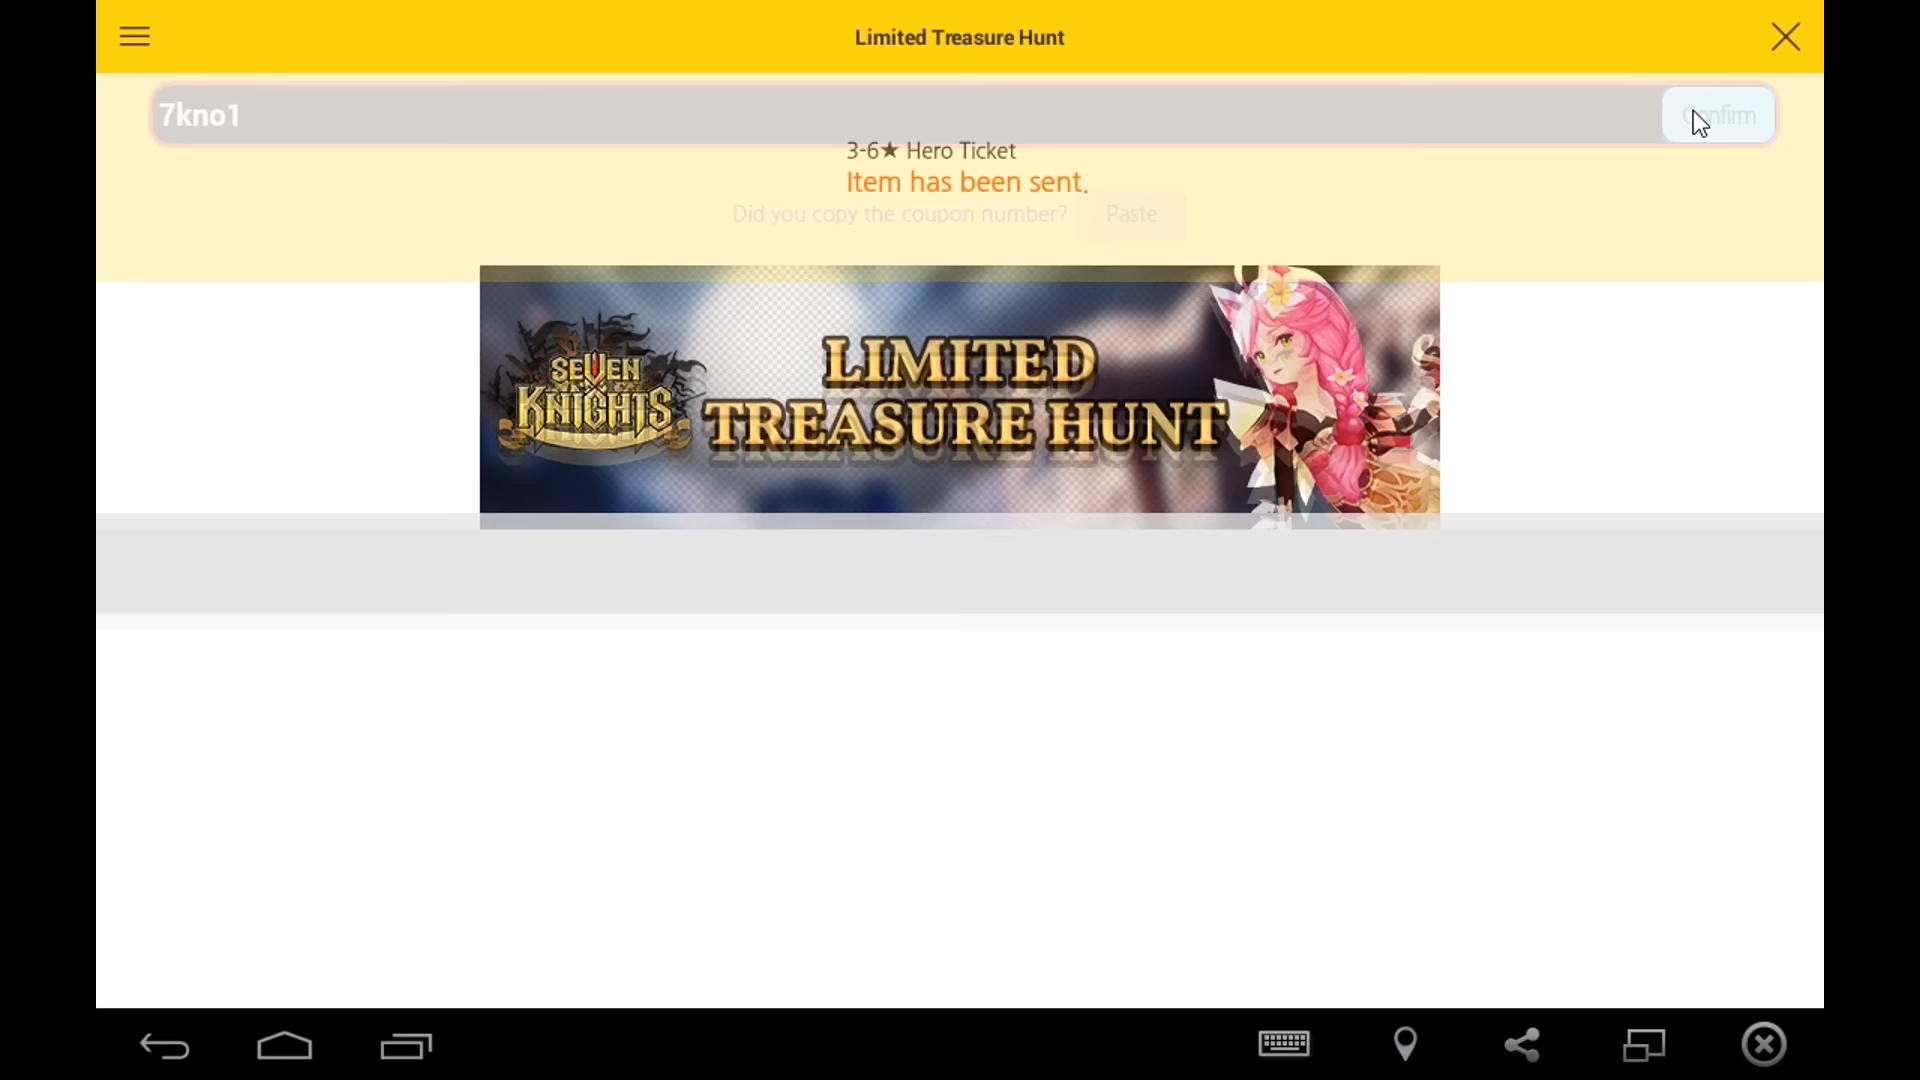 Limited Treasure Hunt
7kno1
Confirm
3-6★ Hero Ticket
Item has been sent.
Did you copy the coupon number? Paste
SEVEN
KNIGHTS
LIMITED
TREASURE HUNT